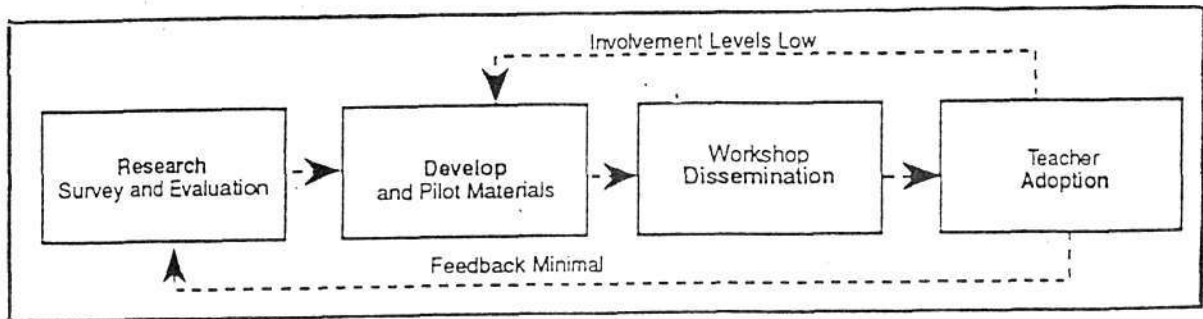 Involvement Levels Low
Research
Survey and Evaluation
Develop
and Pilot Materials
Workshop
Dissemination
Teacher
Adoption
Feedback Minimal